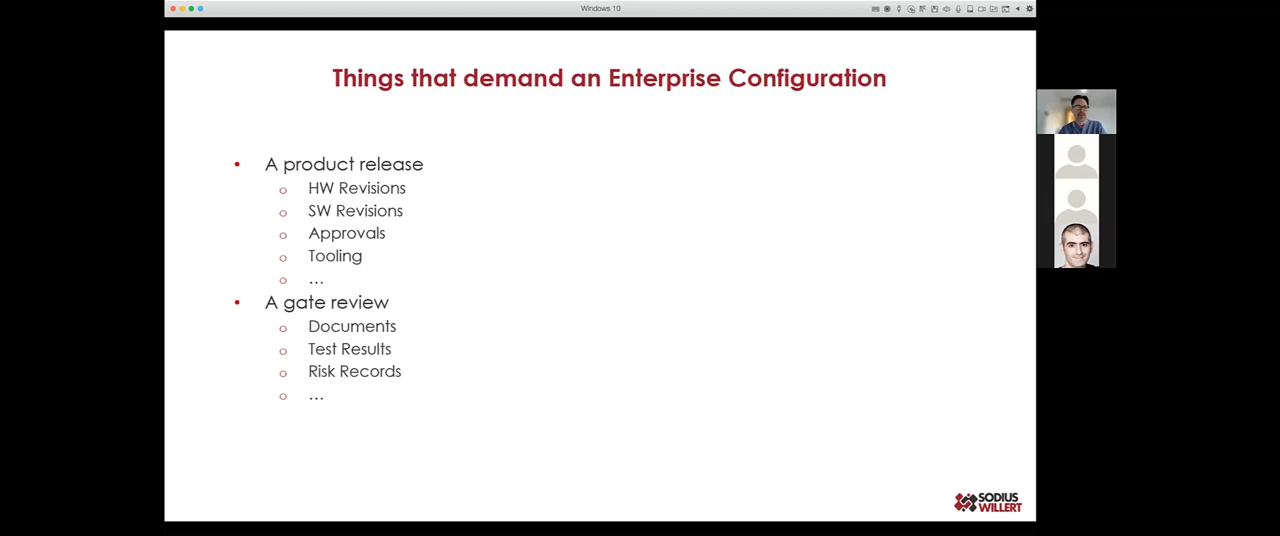 Windows 10
Things that demand an Enterprise Configuration
• A product release
o HW Revisions
o SW Revisions
o Approvals
o Tooling
o ...
• A gate review
o Documents
o Test Results
o Risk Records
o ...
SODIUS
WILLERT